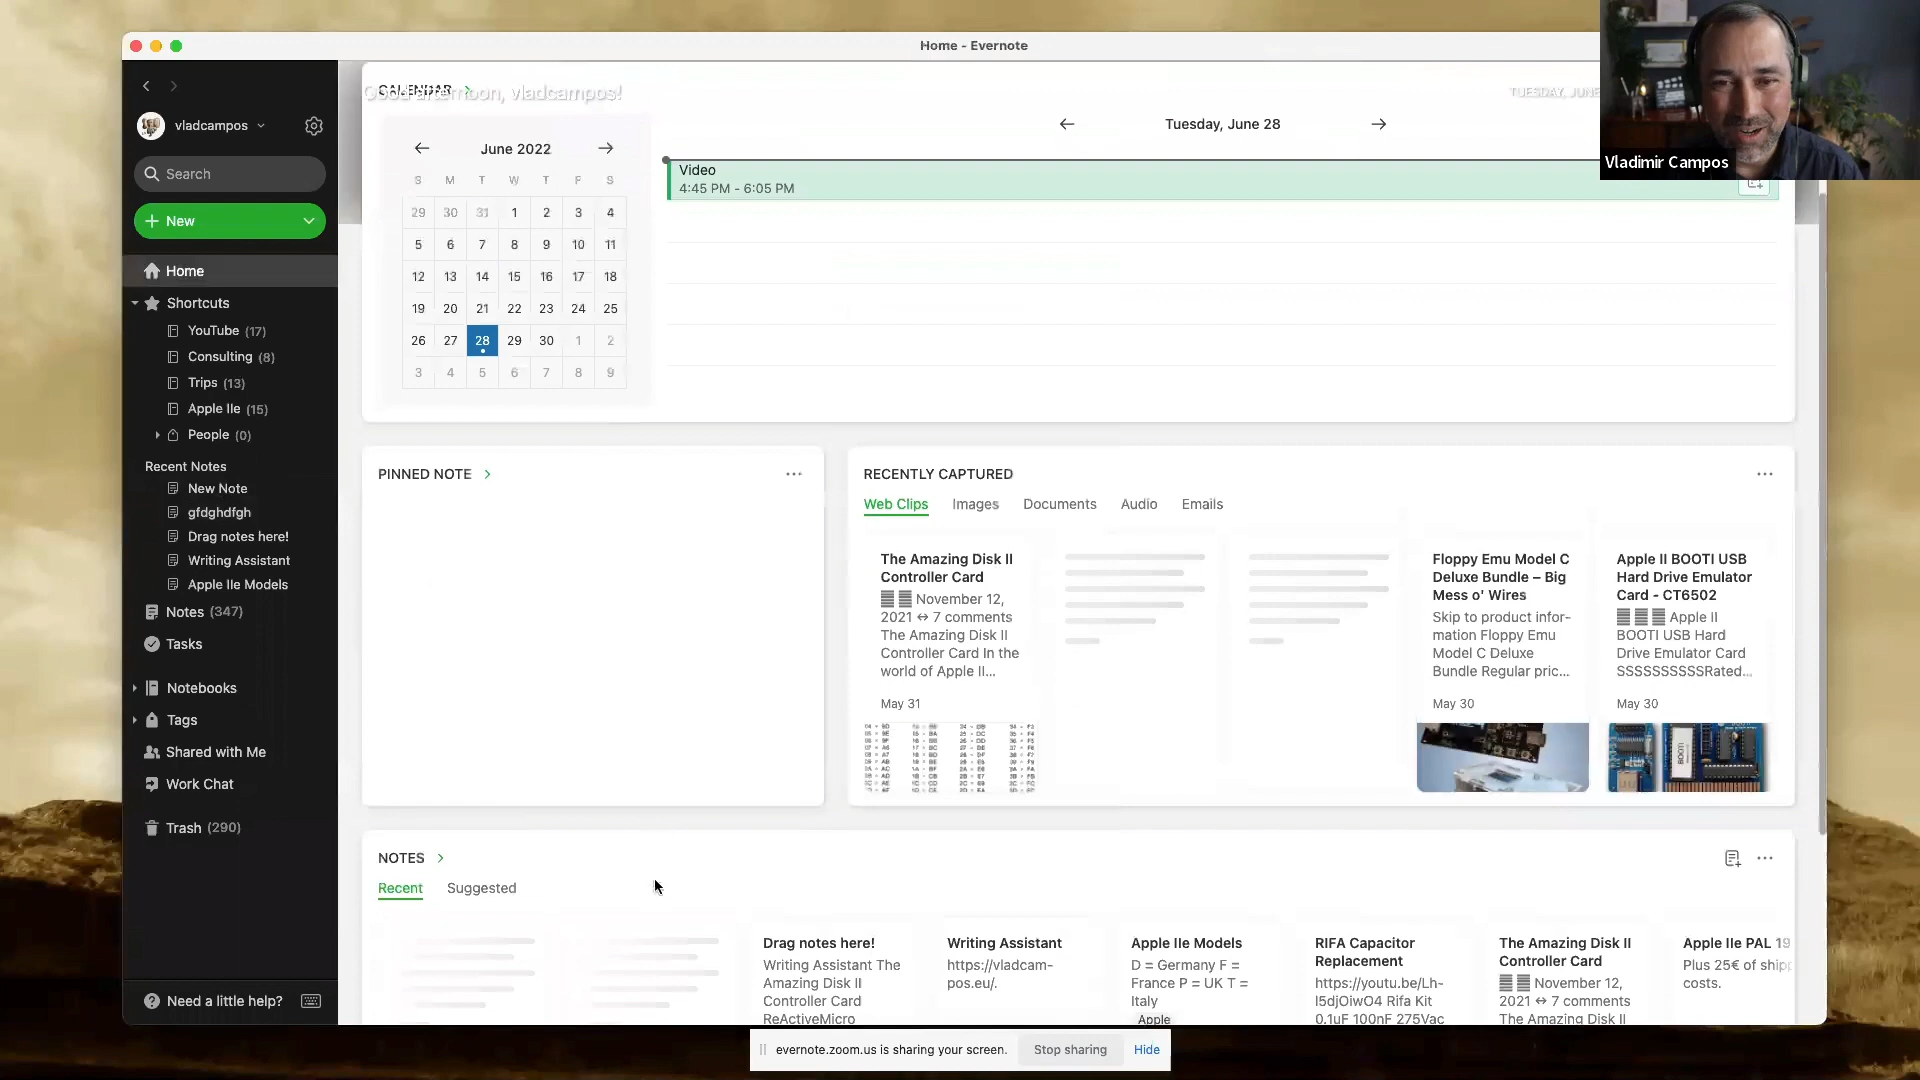 Home - Evernote
vladcampos
Search
New
Home
Shortcuts
YouTube (17)
Consulting (8)
Trips (13)
Apple IIe (15)
People (0)
Recent Notes
New Note
gfdghdfgh
Drag notes here!
Writing Assistant
Apple IIe Models
Notes (347)
Tasks
Notebooks
Tags
Shared with Me
Work Chat
Trash (290)
Need a little help?
CALENDAR
Good afternoon, vladcampos!
TUESDAY, JUNE
June 2022
S M T W T F S
29 30 31 1 2 3 4
5 6 7 8 9 10 11
12 13 14 15 16 17 18
19 20 21 22 23 24 25
26 27 28 29 30 1 2
3 4 5 6 7 8 9
Tuesday, June 28
Video
4:45 PM - 6:05 PM
Vladimir Campos
PINNED NOTE
RECENTLY CAPTURED
Web Clips Images Documents Audio Emails
The Amazing Disk II
Controller Card
November 12,
2021 ↔ 7 comments
The Amazing Disk II
Controller Card In the
world of Apple II...
May 31
Floppy Emu Model C
Deluxe Bundle – Big
Mess o' Wires
Skip to product infor-
mation Floppy Emu
Model C Deluxe
Bundle Regular pric...
May 30
Apple II BOOTI USB
Hard Drive Emulator
Card - CT6502
Apple II
BOOTI USB Hard
Drive Emulator Card
SSSSSSSSSSRated...
May 30
BOOTI
NOTES
Recent Suggested
Drag notes here!
Writing Assistant The
Amazing Disk II
Controller Card
ReActiveMicro
Writing Assistant
https://vladcam-
pos.eu/.
Apple IIe Models
D = Germany F =
France P = UK T =
Italy
Apple
RIFA Capacitor
Replacement
https://youtu.be/Lh-
I5djOiwO4 Rifa Kit
0.1uF 100nF 275Vac
The Amazing Disk II
Controller Card
November 12,
2021 ↔ 7 comments
The Amazing Disk II
Apple IIe PAL 19
Plus 25€ of shipp
costs.
evernote.zoom.us is sharing your screen.
Stop sharing
Hide